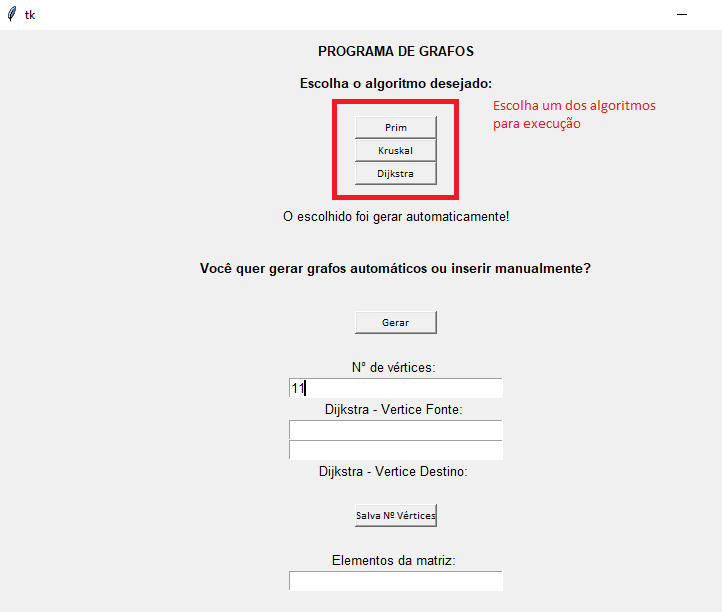 tk
PROGRAMA DE GRAFOS
Escolha o algoritmo desejado:
Escolha um dos algoritmos
para execução
Prim
Kruskal
Dijkstra
O escolhido foi gerar automaticamente!
Você quer gerar grafos automáticos ou inserir manualmente?
Gerar
N° de vértices:
11
Dijkstra - Vertice Fonte:
Dijkstra - Vertice Destino:
Salva Nº Vértices
Elementos da matriz: